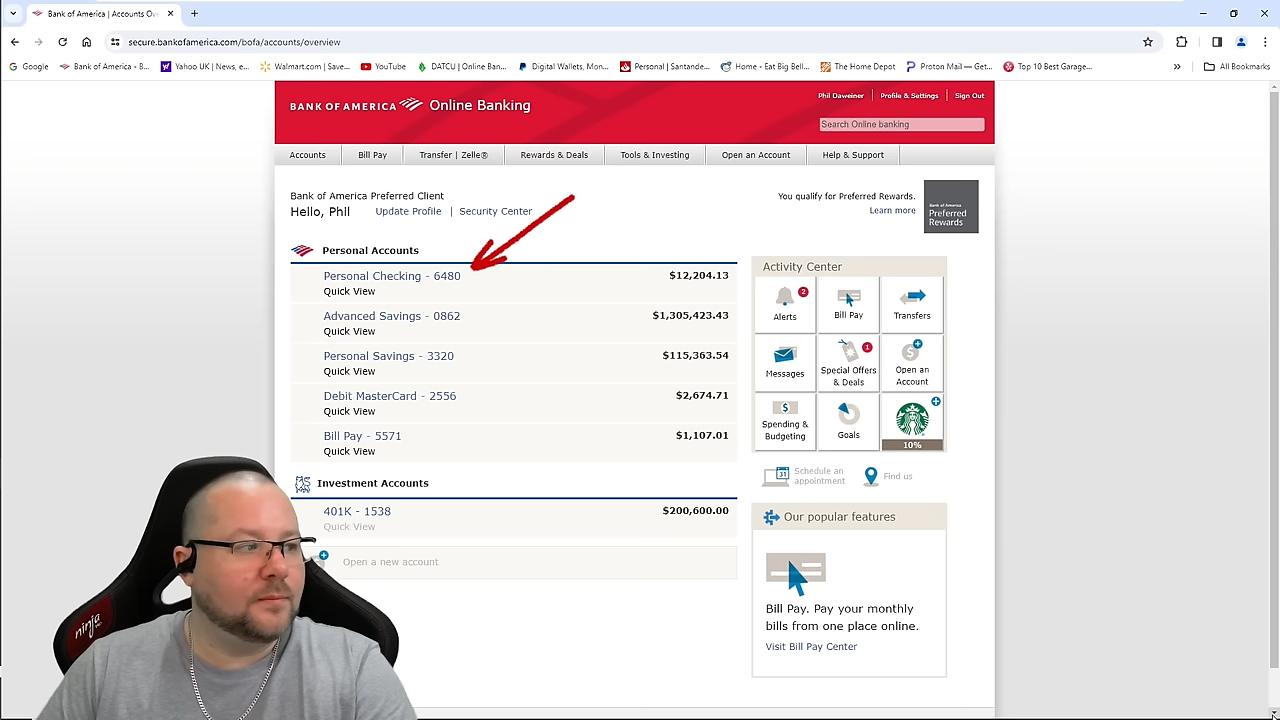 Bank of America | Accounts Ov
secure.bankofamerica.com/bofa/accounts/overview
Google
Bank of America • B...
Yahoo UK | News, e...
Walmart.com | Save...
YouTube
DATCU | Online Ban...
Digital Wallets, Mon...
Personal | Santande...
Home - Eat Big Bell...
The Home Depot
Proton Mail — Get...
Top 10 Best Garage...
»
All Bookmarks
BANK OF AMERICA Online Banking
Phil Daweiner | Profile & Settings | Sign Out
Search Online banking
Accounts
Bill Pay
Transfer | Zelle®
Rewards & Deals
Tools & Investing
Open an Account
Help & Support
Bank of America Preferred Client
Hello, Phil Update Profile | Security Center
You qualify for Preferred Rewards.
Learn more
Bank of America
Preferred
Rewards
Personal Accounts
Personal Checking - 6480 $12,204.13
Quick View
Advanced Savings - 0862 $1,305,423.43
Quick View
Personal Savings - 3320 $115,363.54
Quick View
Debit MasterCard - 2556 $2,674.71
Quick View
Bill Pay - 5571 $1,107.01
Quick View
Investment Accounts
401K - 1538 $200,600.00
Quick View
Open a new account
Activity Center
2
Alerts
Bill Pay
Transfers
Messages
1
Special Offers
& Deals
Open an
Account
Spending &
Budgeting
Goals
10%
31
Schedule an
appointment
Find us
Our popular features
Bill Pay. Pay your monthly
bills from one place online.
Visit Bill Pay Center
ninja